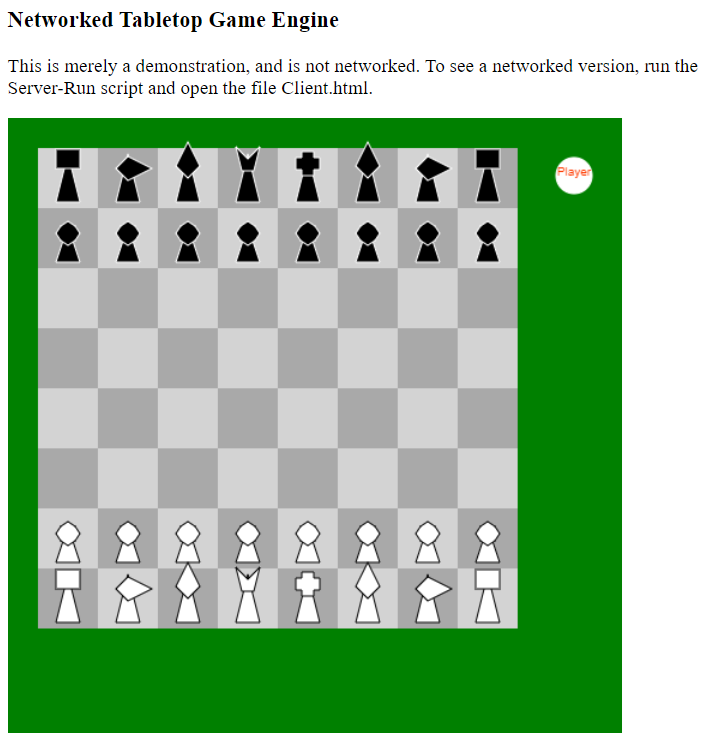 Networked Tabletop Game Engine
This is merely a demonstration, and is not networked. To see a networked version, run the
Server-Run script and open the file Client.html.
Player